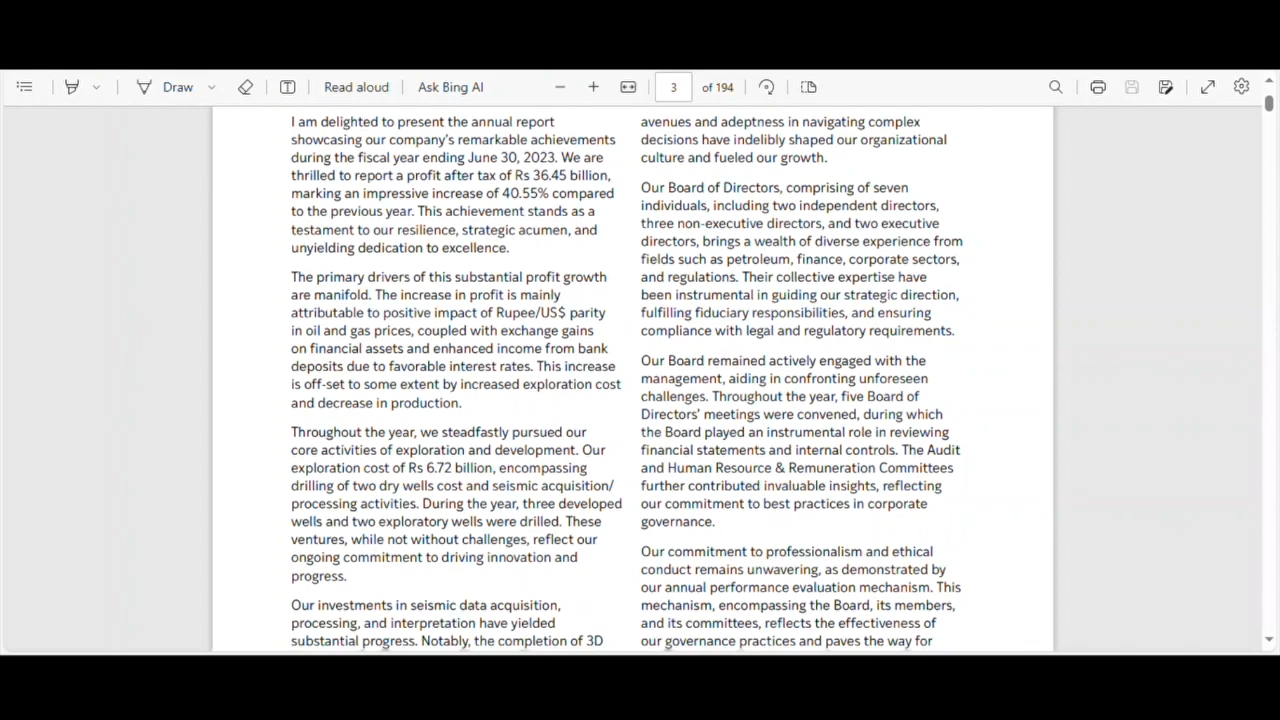 Draw
Read aloud
Ask Bing AI
3
of 194
I am delighted to present the annual report
showcasing our company's remarkable achievements
during the fiscal year ending June 30, 2023. We are
thrilled to report a profit after tax of Rs 36.45 billion,
marking an impressive increase of 40.55% compared
to the previous year. This achievement stands as a
testament to our resilience, strategic acumen, and
unyielding dedication to excellence.
The primary drivers of this substantial profit growth
are manifold. The increase in profit is mainly
attributable to positive impact of Rupee/US$ parity
in oil and gas prices, coupled with exchange gains
on financial assets and enhanced income from bank
deposits due to favorable interest rates. This increase
is off-set to some extent by increased exploration cost
and decrease in production.
Throughout the year, we steadfastly pursued our
core activities of exploration and development. Our
exploration cost of Rs 6.72 billion, encompassing
drilling of two dry wells cost and seismic acquisition/
processing activities. During the year, three developed
wells and two exploratory wells were drilled. These
ventures, while not without challenges, reflect our
ongoing commitment to driving innovation and
progress.
Our investments in seismic data acquisition,
processing, and interpretation have yielded
substantial progress. Notably, the completion of 3D
avenues and adeptness in navigating complex
decisions have indelibly shaped our organizational
culture and fueled our growth.
Our Board of Directors, comprising of seven
individuals, including two independent directors,
three non-executive directors, and two executive
directors, brings a wealth of diverse experience from
fields such as petroleum, finance, corporate sectors,
and regulations. Their collective expertise have
been instrumental in guiding our strategic direction,
fulfilling fiduciary responsibilities, and ensuring
compliance with legal and regulatory requirements.
Our Board remained actively engaged with the
management, aiding in confronting unforeseen
challenges. Throughout the year, five Board of
Directors' meetings were convened, during which
the Board played an instrumental role in reviewing
financial statements and internal controls. The Audit
and Human Resource & Remuneration Committees
further contributed invaluable insights, reflecting
our commitment to best practices in corporate
governance.
Our commitment to professionalism and ethical
conduct remains unwavering, as demonstrated by
our annual performance evaluation mechanism. This
mechanism, encompassing the Board, its members,
and its committees, reflects the effectiveness of
our governance practices and paves the way for